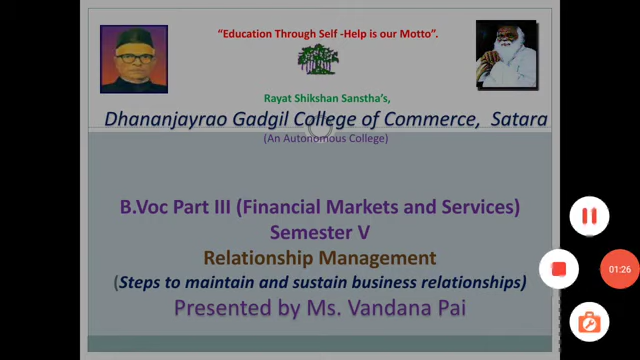 “Education Through Self -Help is our Motto”.
Rayat Shikshan Sanstha's,
Dhananjayrao Gadgil College of Commerce, Satara
(An Autonomous College)
B.Voc Part III (Financial Markets and Services)
Semester V
Relationship Management
(Steps to maintain and sustain business relationships)
Presented by Ms. Vandana Pai
01:26